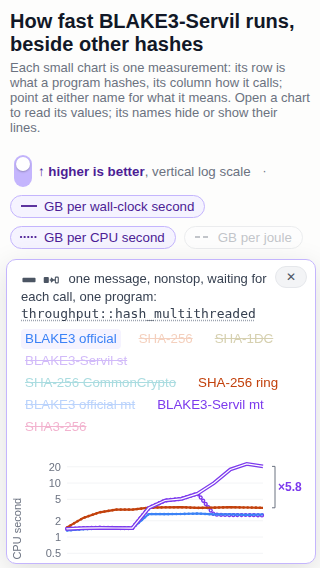 How fast BLAKE3-Servil runs,
beside other hashes
Each small chart is one measurement: its row is
what a program hashes, its column how it calls;
point at either name for what it means. Open a chart
to read its values; its names hide or show their
lines.
↑ higher is better, vertical log scale ·
GB per wall-clock second
GB per CPU second
GB per joule
one message, nonstop, waiting for
each call, one program:
throughput::hash_multithreaded
×
BLAKE3 official SHA-256 SHA-1DC
BLAKE3-Servil st
SHA-256 CommonCrypto SHA-256 ring
BLAKE3 official mt BLAKE3-Servil mt
SHA3-256
20
10
5
2
1
0.5
CPU second
×5.8